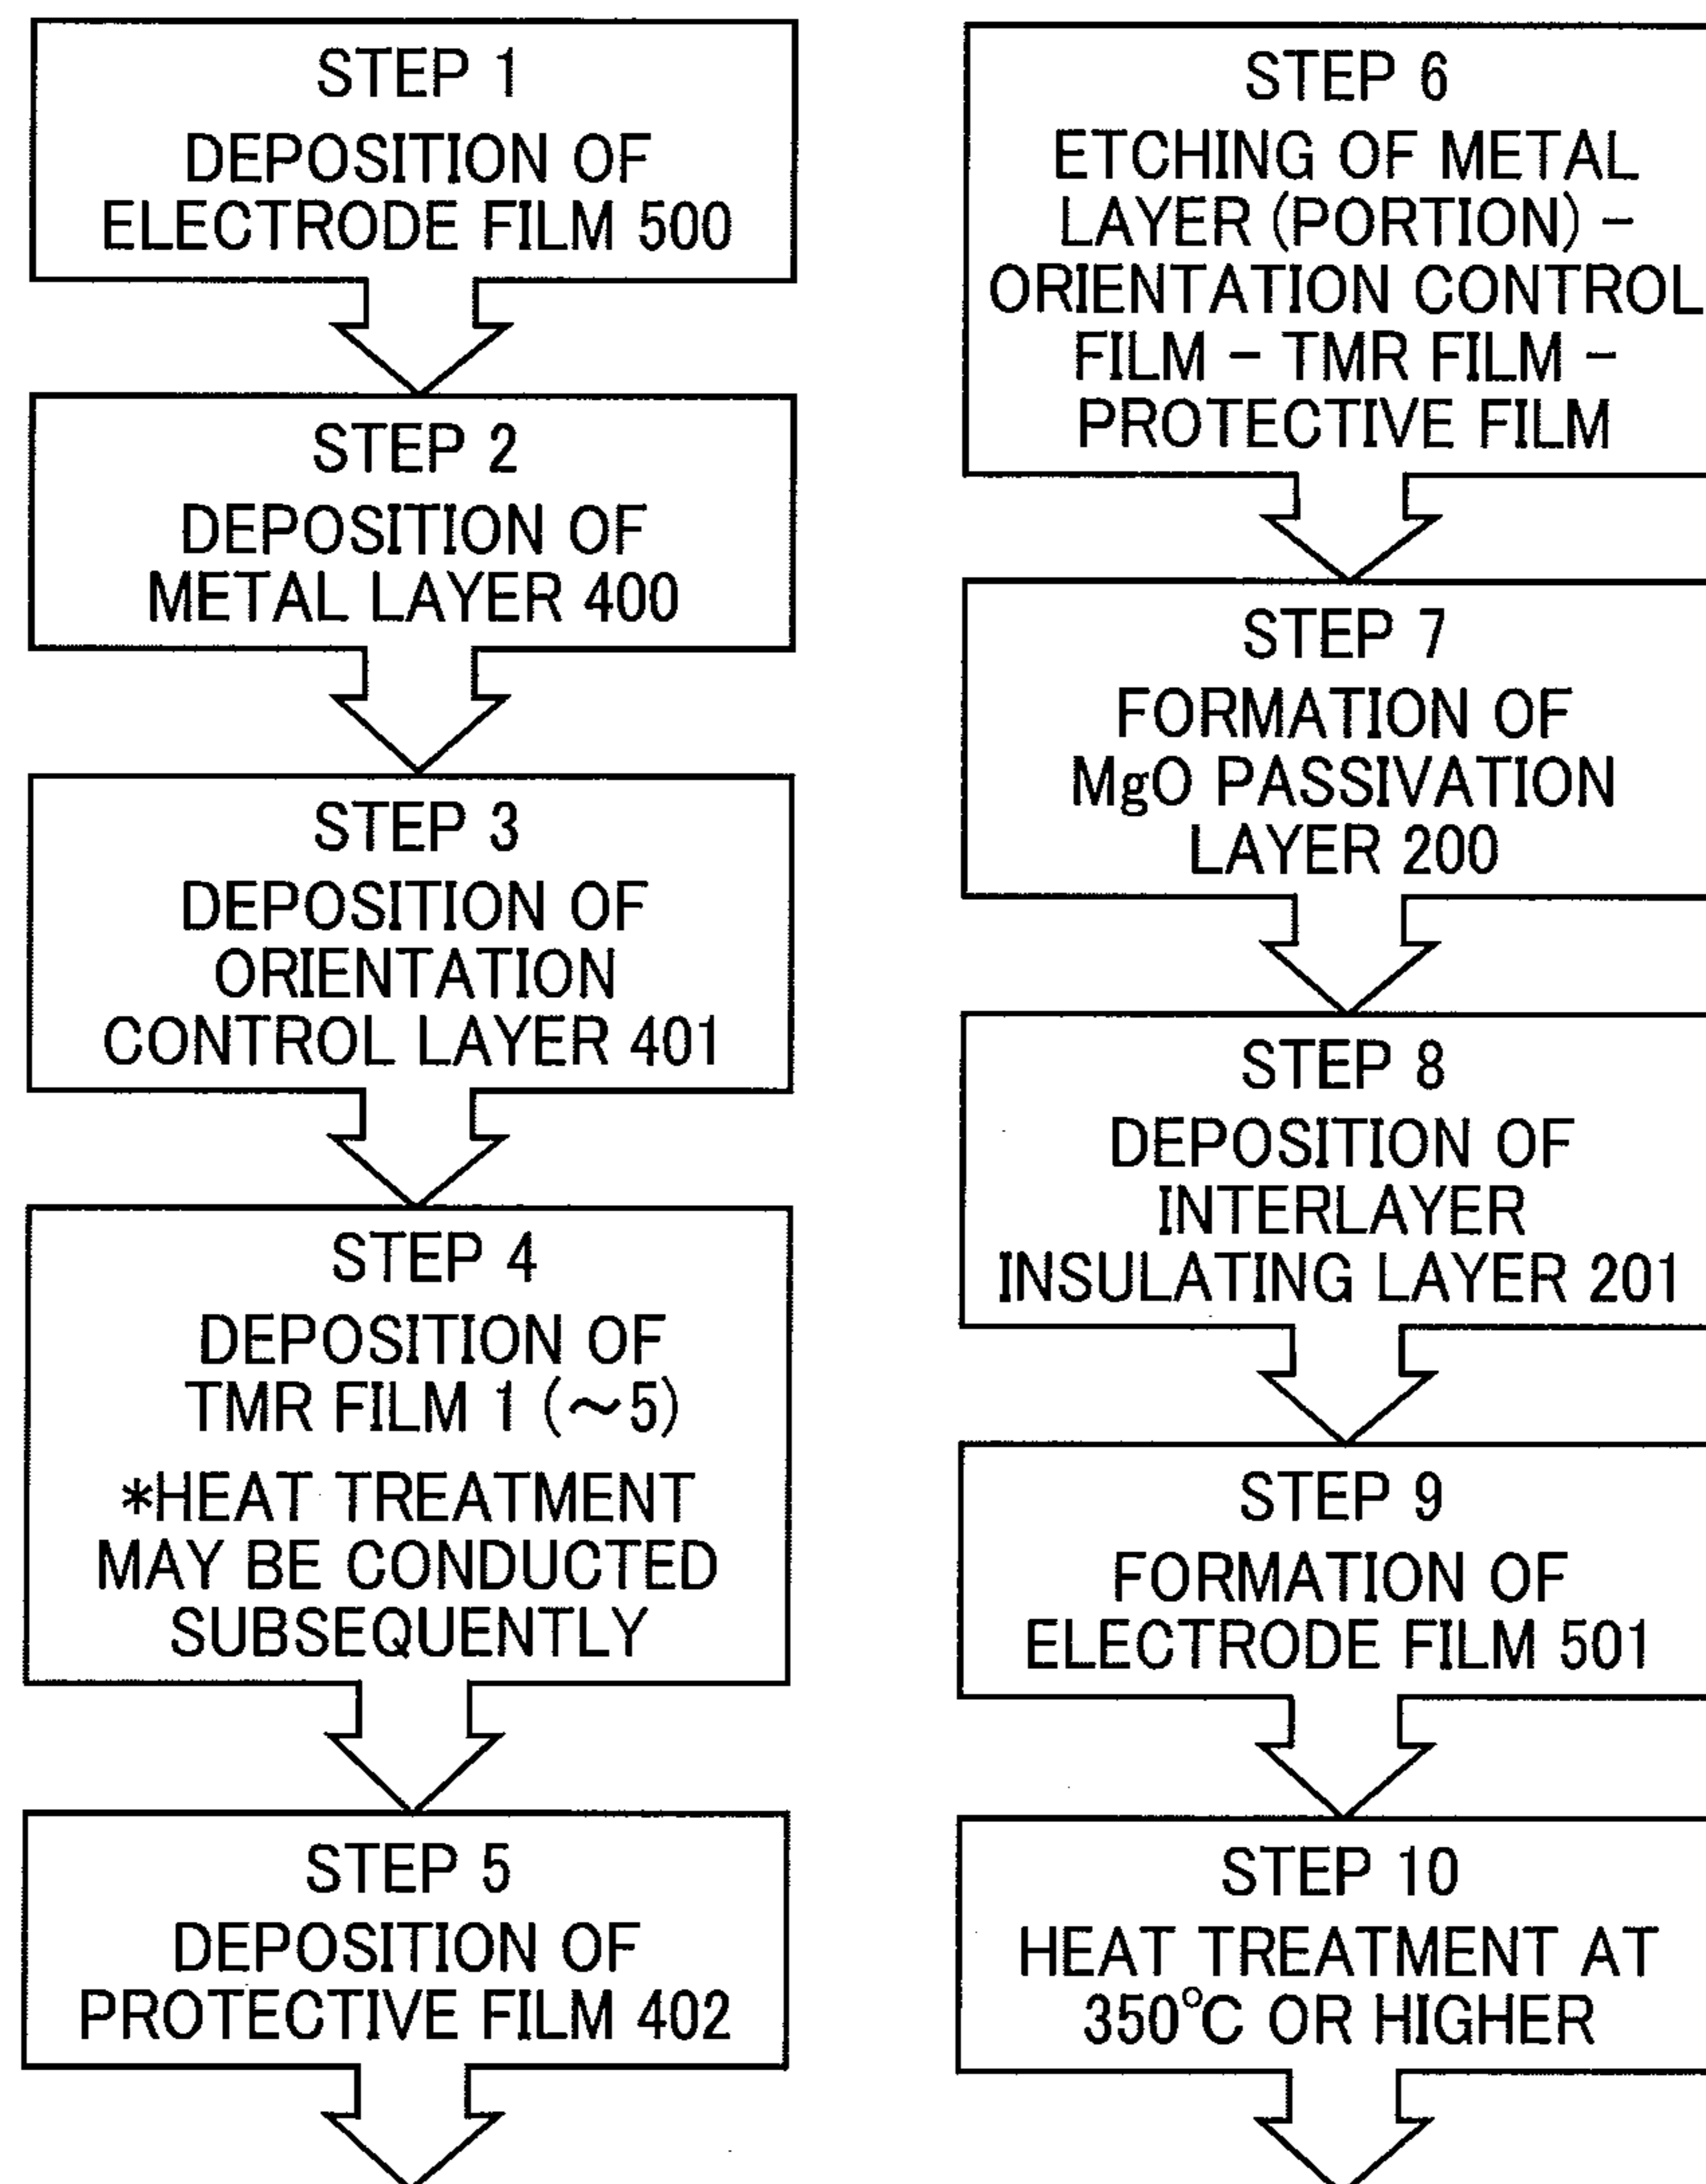 STEP 1
DEPOSITION OF
ELECTRODE FILM 500
STEP 2
DEPOSITION OF
METAL LAYER 400
STEP 3
DEPOSITION OF
ORIENTATION
CONTROL LAYER 401
STEP 4
DEPOSITION OF
TMR FILM 1 (~5)
*HEAT TREATMENT
MAY BE CONDUCTED
SUBSEQUENTLY
STEP 5
DEPOSITION OF
PROTECTIVE FILM 402
STEP 6
ETCHING OF METAL
LAYER (PORTION) –
ORIENTATION CONTROL
FILM – TMR FILM –
PROTECTIVE FILM
STEP 7
FORMATION OF
MgO PASSIVATION
LAYER 200
STEP 8
DEPOSITION OF
INTERLAYER
INSULATING LAYER 201
STEP 9
FORMATION OF
ELECTRODE FILM 501
STEP 10
HEAT TREATMENT AT
350°C OR HIGHER